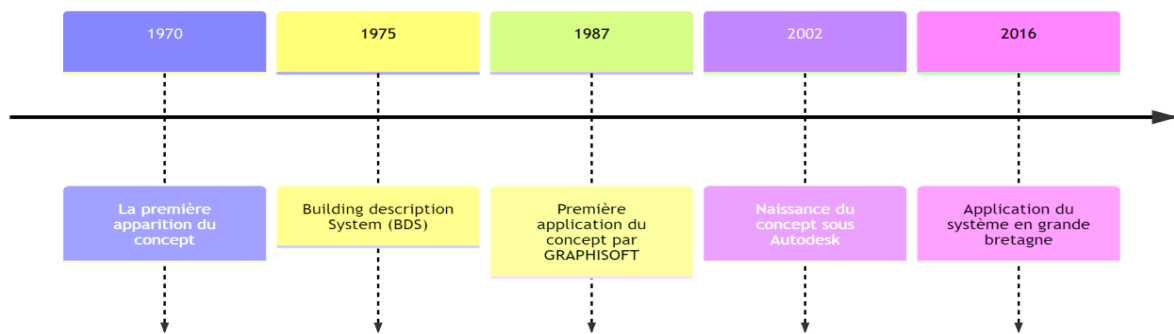 1970
1975
1987
2002
2016
La première
apparition du
concept
Building description
System (BDS)
Première
application du
concept par
GRAPHISOFT
Naissance du
concept sous
Autodesk
Application du
système en grande
bretagne